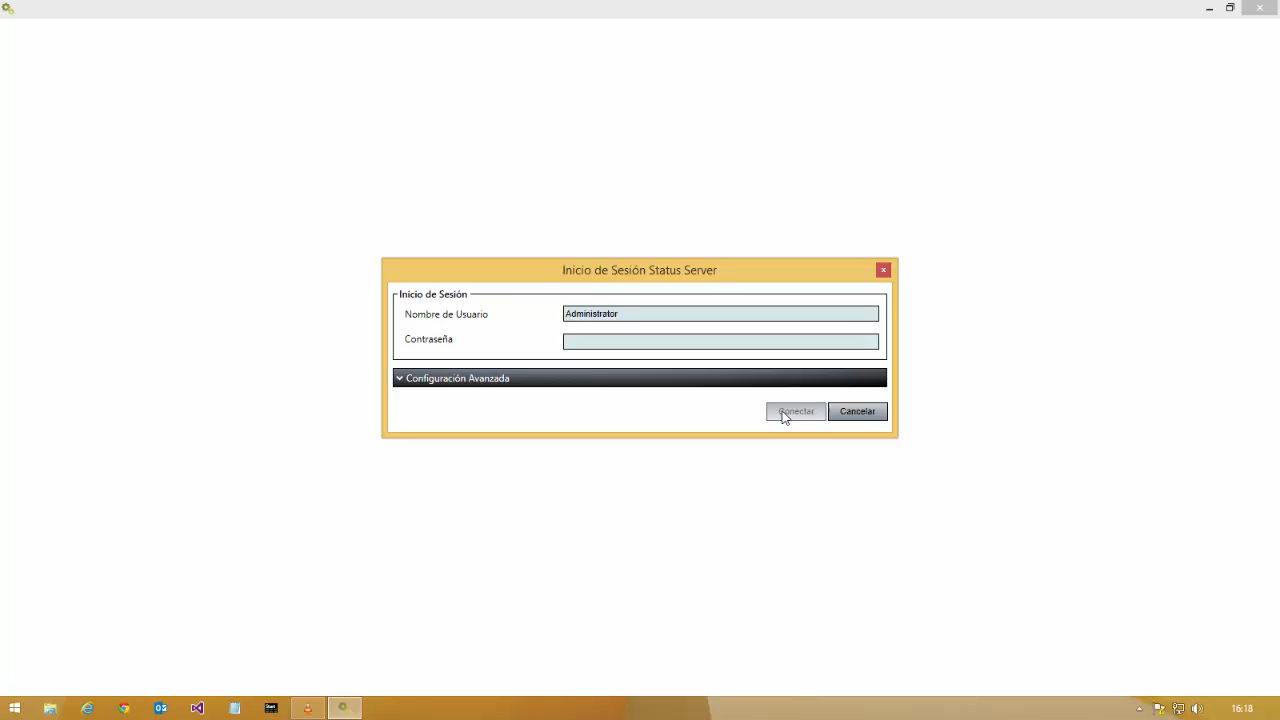 Inicio de Sesión Status Server
Inicio de Sesión
Nombre de Usuario
Administrator
Contraseña
Configuración Avanzada
Conectar
Cancelar
Start
16:18